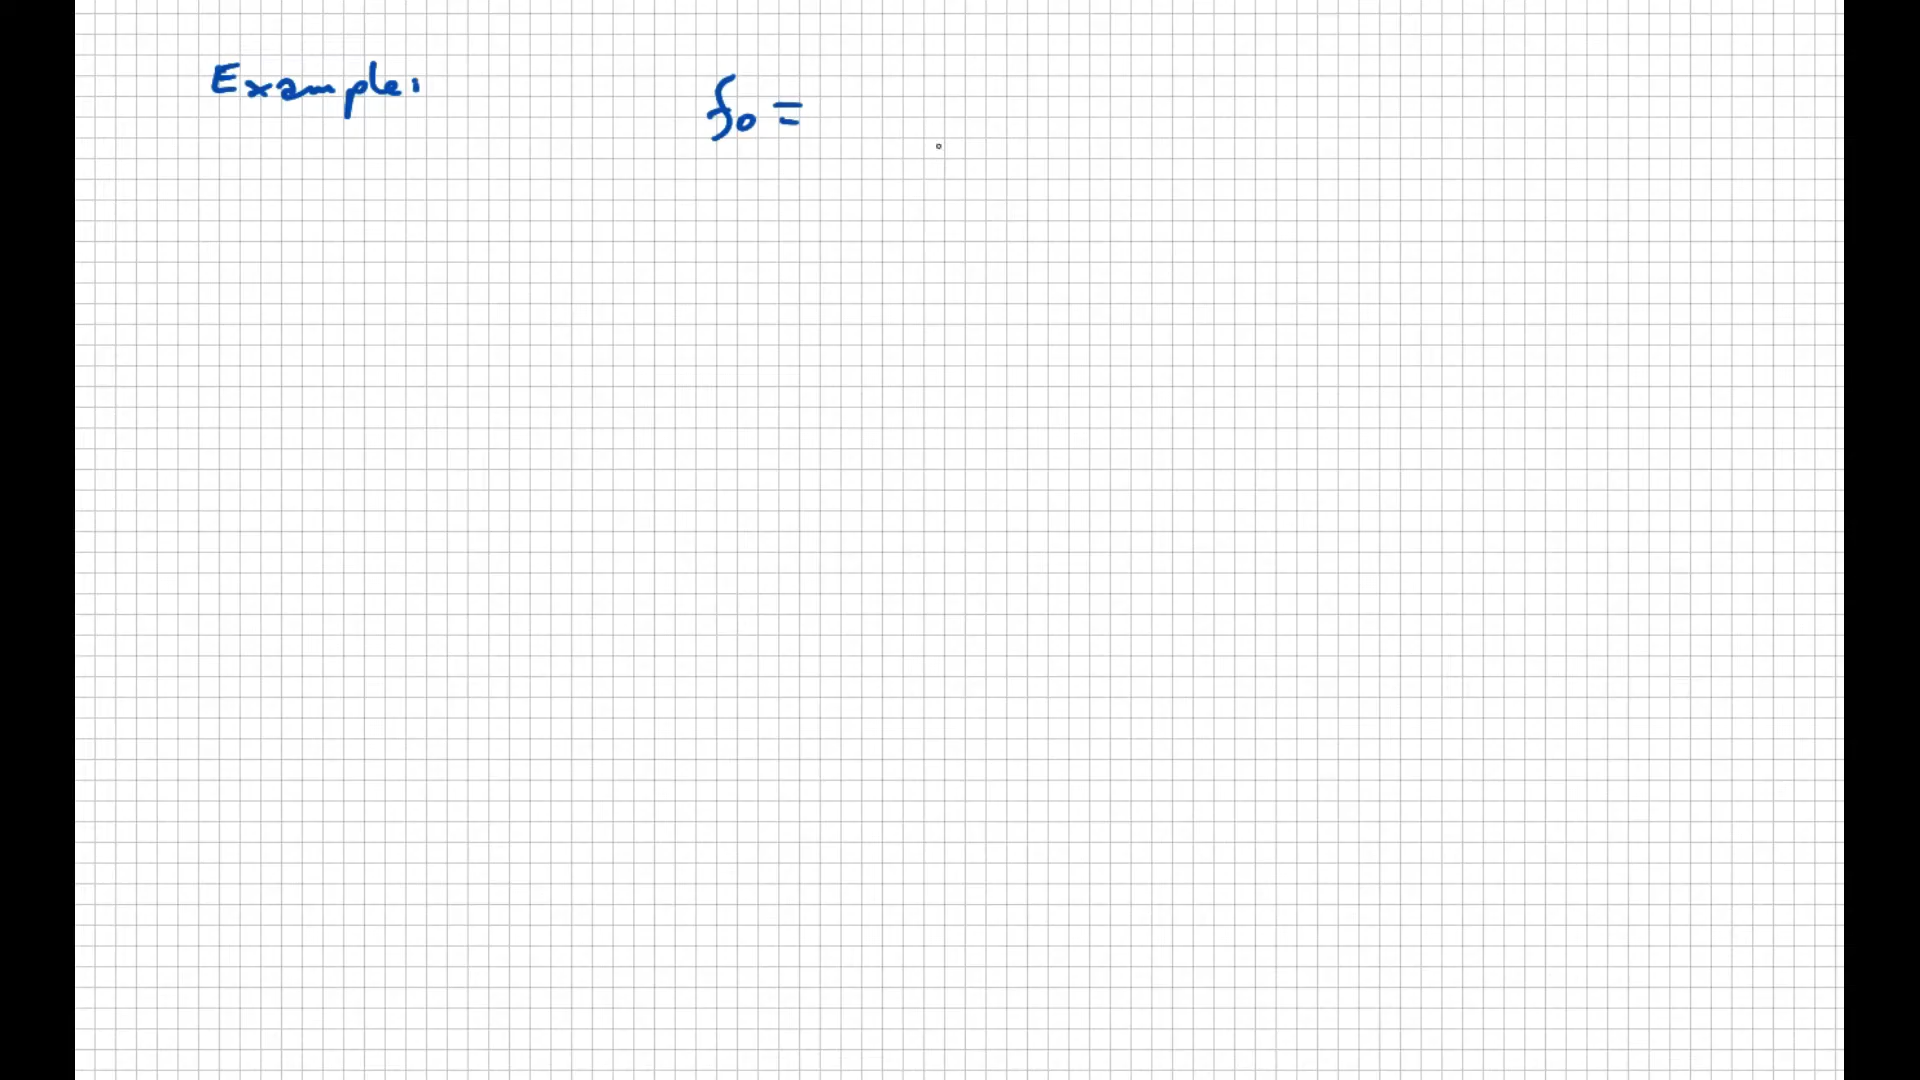 Example:
f₀ =